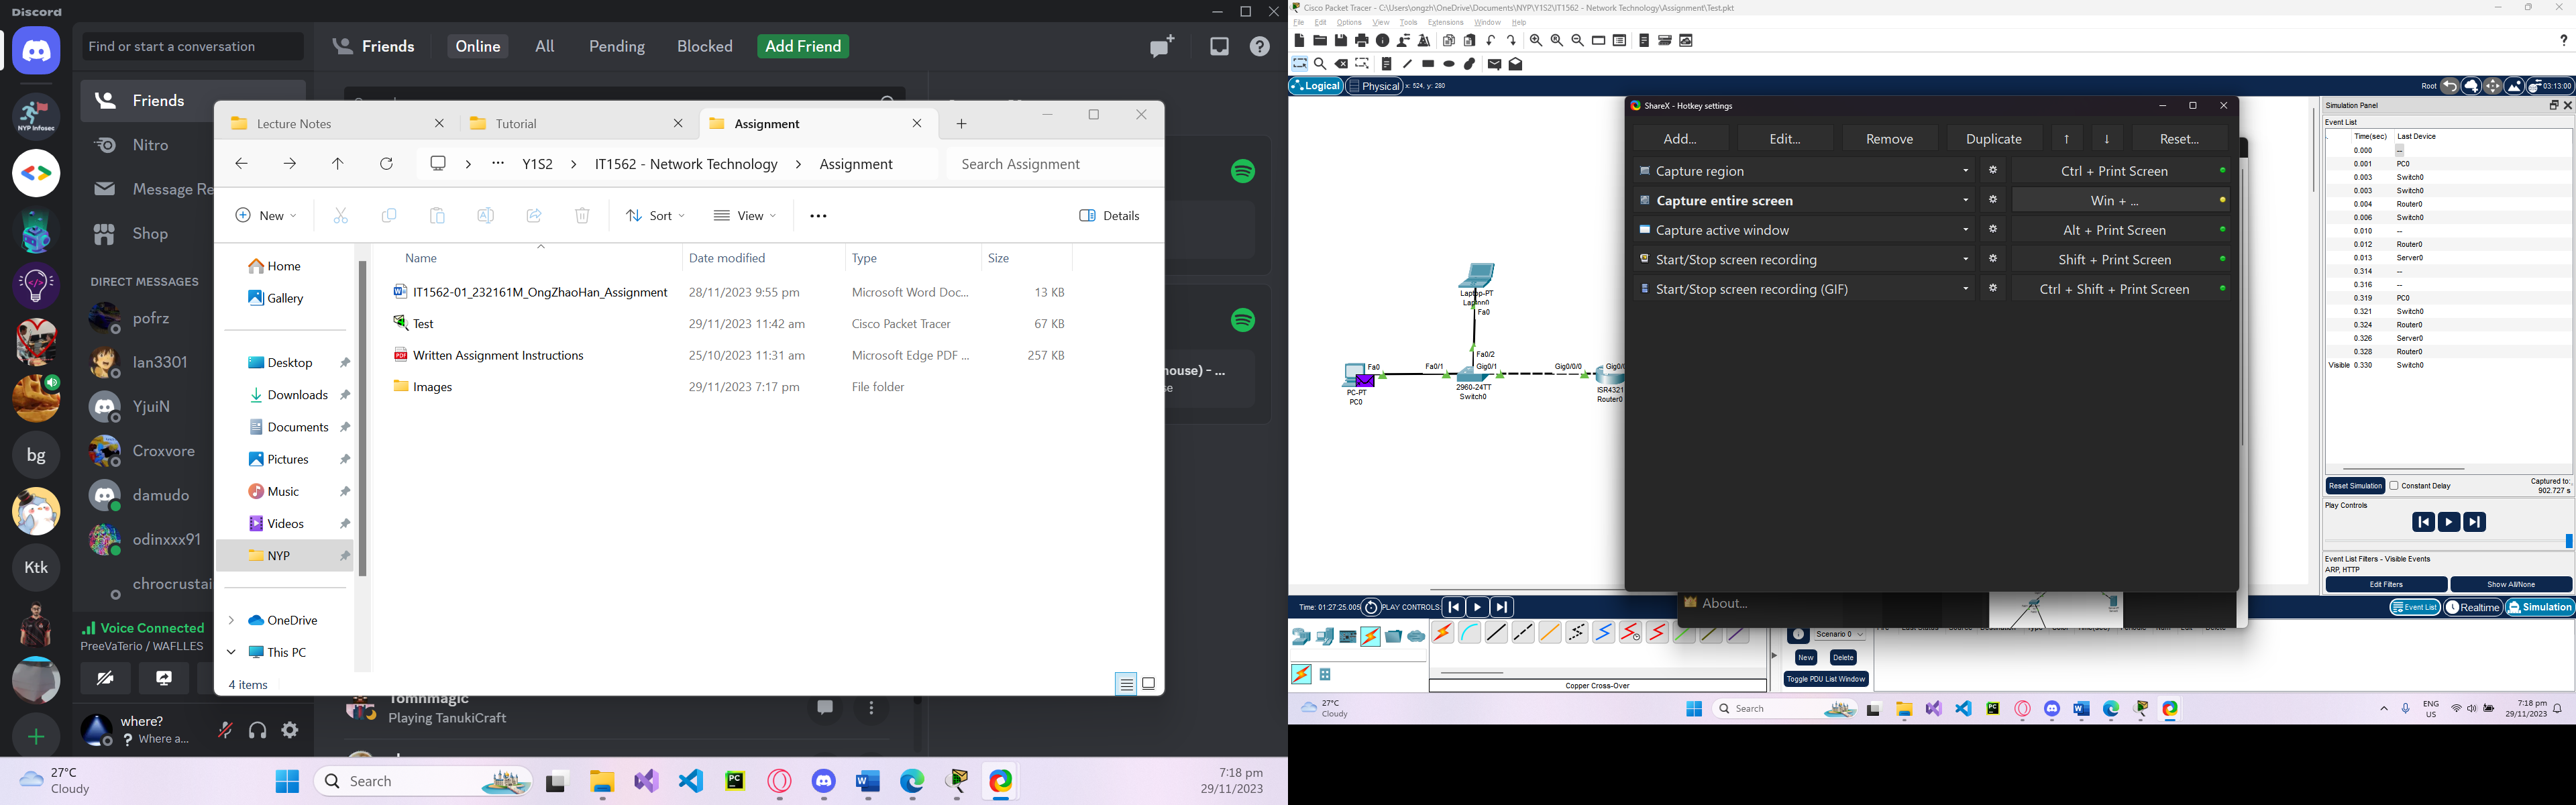 Discord
Find or start a conversation
Friends
Online
All
Pending
Blocked
Add Friend
NYP Infosec
bg
Ktk
Friends
Nitro
Message Re
Shop
DIRECT MESSAGES
pofrz
Ian3301
YjuiN
Croxvore
damudo
odinxxx91
chrocrustai
Voice Connected
PreeVaTerio / WAFLLES
where?
Where a...
Lecture Notes
Tutorial
Assignment
Y1S2
IT1562 - Network Technology
Assignment
Search Assignment
New
Sort
View
Details
Name
Date modified
Type
Size
IT1562-01_232161M_OngZhaoHan_Assignment 28/11/2023 9:55 pm Microsoft Word Doc... 13 KB
Test 29/11/2023 11:42 am Cisco Packet Tracer 67 KB
Written Assignment Instructions 25/10/2023 11:31 am Microsoft Edge PDF ... 257 KB
Images 29/11/2023 7:17 pm File folder
Home
Gallery
Desktop
Downloads
Documents
Pictures
Music
Videos
NYP
OneDrive
This PC
4 items
house) – ...
se
Tomnmagic
Playing TanukiCraft
27°C
Cloudy
Search
7:18 pm
29/11/2023
Cisco Packet Tracer - C:\Users\ongzh\OneDrive\Documents\NYP\Y1S2\IT1562 - Network Technology\Assignment\Test.pkt
File Edit Options View Tools Extensions Window Help
Logical
Physical
x: 524, y: 280
Root
03:13:00
Laptop-PT
Laptop0
Fa0
Fa0/2
Fa0
Fa0/1
Gig0/1
Gig0/0/0
Gig0/0
PC-PT
PC0
2960-24TT
Switch0
ISR4321
Router0
ShareX - Hotkey settings
Add...
Edit...
Remove
Duplicate
↑
↓
Reset...
Capture region Ctrl + Print Screen
Capture entire screen Win + ...
Capture active window Alt + Print Screen
Start/Stop screen recording Shift + Print Screen
Start/Stop screen recording (GIF) Ctrl + Shift + Print Screen
About...
Simulation Panel
Event List
Time(sec) Last Device
0.000 --
0.001 PC0
0.003 Switch0
0.003 Switch0
0.004 Router0
0.006 Switch0
0.010 --
0.012 Router0
0.013 Server0
0.314 --
0.316 --
0.319 PC0
0.321 Switch0
0.324 Router0
0.326 Server0
0.328 Router0
Visible 0.330 Switch0
Reset Simulation
Constant Delay
Captured to:
902.727 s
Play Controls
Event List Filters - Visible Events
ARP, HTTP
Edit Filters
Show All/None
Time: 01:27:25.005
PLAY CONTROLS:
Event List
Realtime
Simulation
Scenario 0
New
Delete
Toggle PDU List Window
Copper Cross-Over
27°C
Cloudy
Search
ENG
US
7:18 pm
29/11/2023